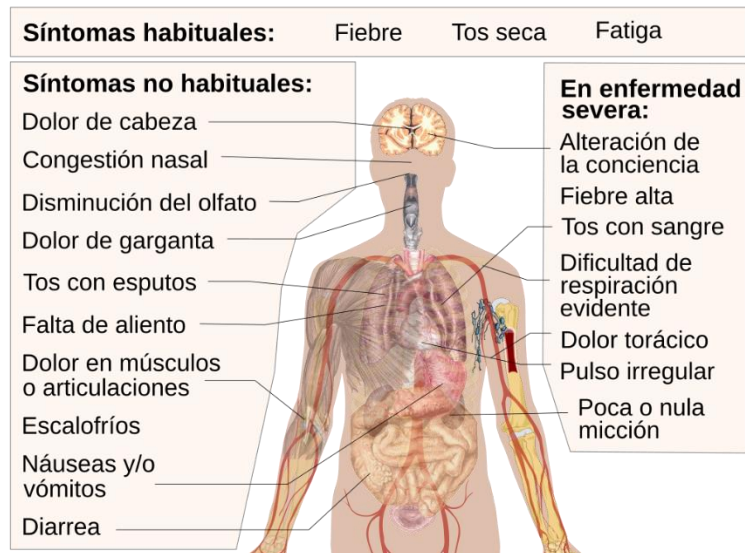 Síntomas habituales: Fiebre Tos seca Fatiga
Síntomas no habituales:
Dolor de cabeza
Congestión nasal
Disminución del olfato
Dolor de garganta
Tos con esputos
Falta de aliento
Dolor en músculos
o articulaciones
Escalofríos
Náuseas y/o
vómitos
Diarrea
En enfermedad
severa:
Alteración de
la conciencia
Fiebre alta
Tos con sangre
Dificultad de
respiración
evidente
Dolor torácico
Pulso irregular
Poca o nula
micción